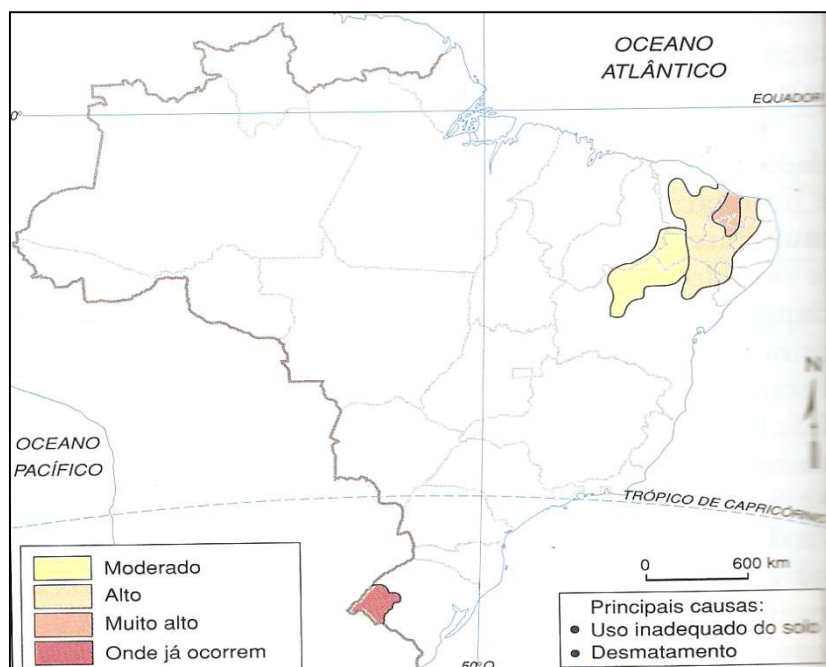 OCEANO
ATLÂNTICO
EQUADOR
0°
N
OCEANO
PACÍFICO
TRÓPICO DE CAPRICÓRNIO
Moderado
Alto
Muito alto
Onde já ocorrem
0 600 km
Principais causas:
• Uso inadequado do solo
• Desmatamento
50°O